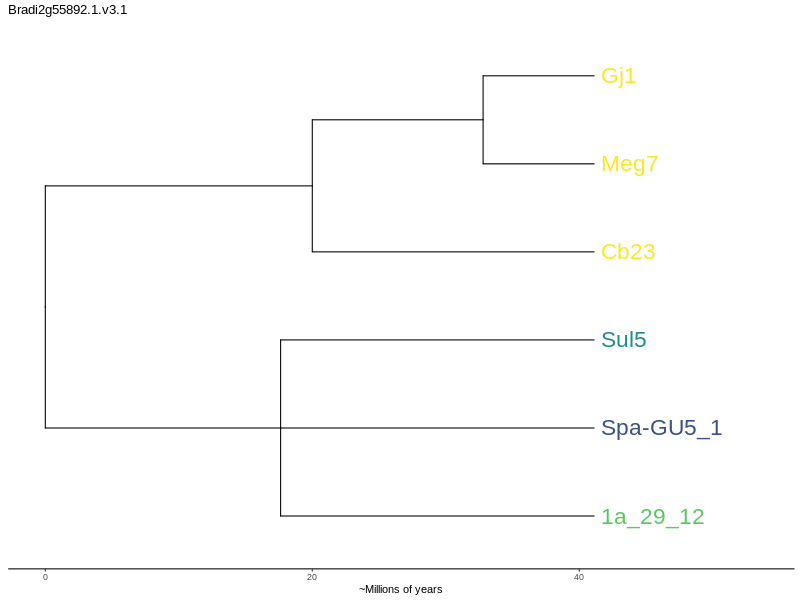 Bradi2g55892.1.v3.1
Gj1
Meg7
Cb23
Sul5
Spa-GU5_1
1a_29_12
0 20 40
~Millions of years